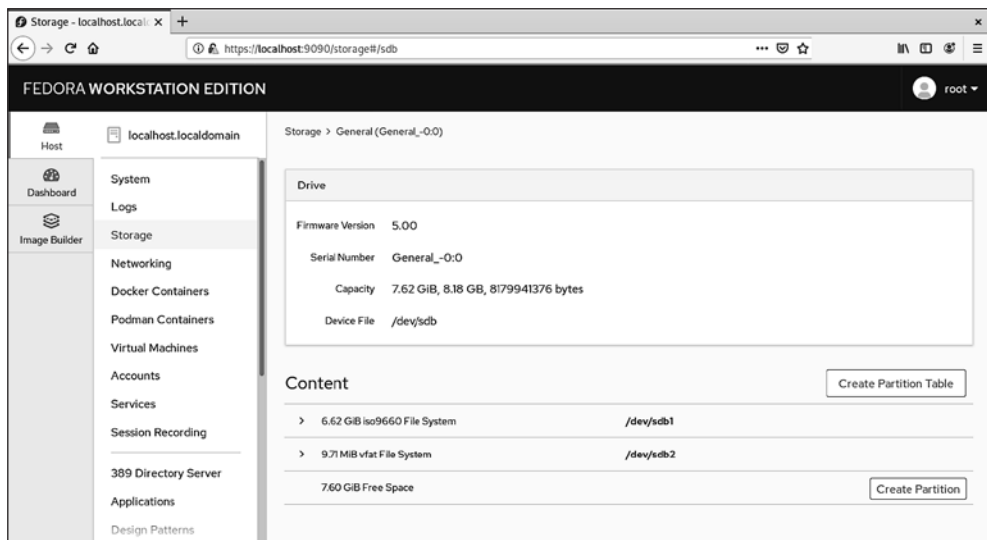 Storage - localhost.local
https://localhost:9090/storage#/sdb
FEDORA WORKSTATION EDITION
root
Host
Dashboard
Image Builder
localhost.localdomain
System
Logs
Storage
Networking
Docker Containers
Podman Containers
Virtual Machines
Accounts
Services
Session Recording
389 Directory Server
Applications
Design Patterns
Storage > General (General_-0:0)
Drive
Firmware Version 5.00
Serial Number General_-0:0
Capacity 7.62 GiB, 8.18 GB, 8179941376 bytes
Device File /dev/sdb
Content
Create Partition Table
6.62 GiB iso9660 File System /dev/sdb1
9.71 MiB vfat File System /dev/sdb2
7.60 GiB Free Space
Create Partition